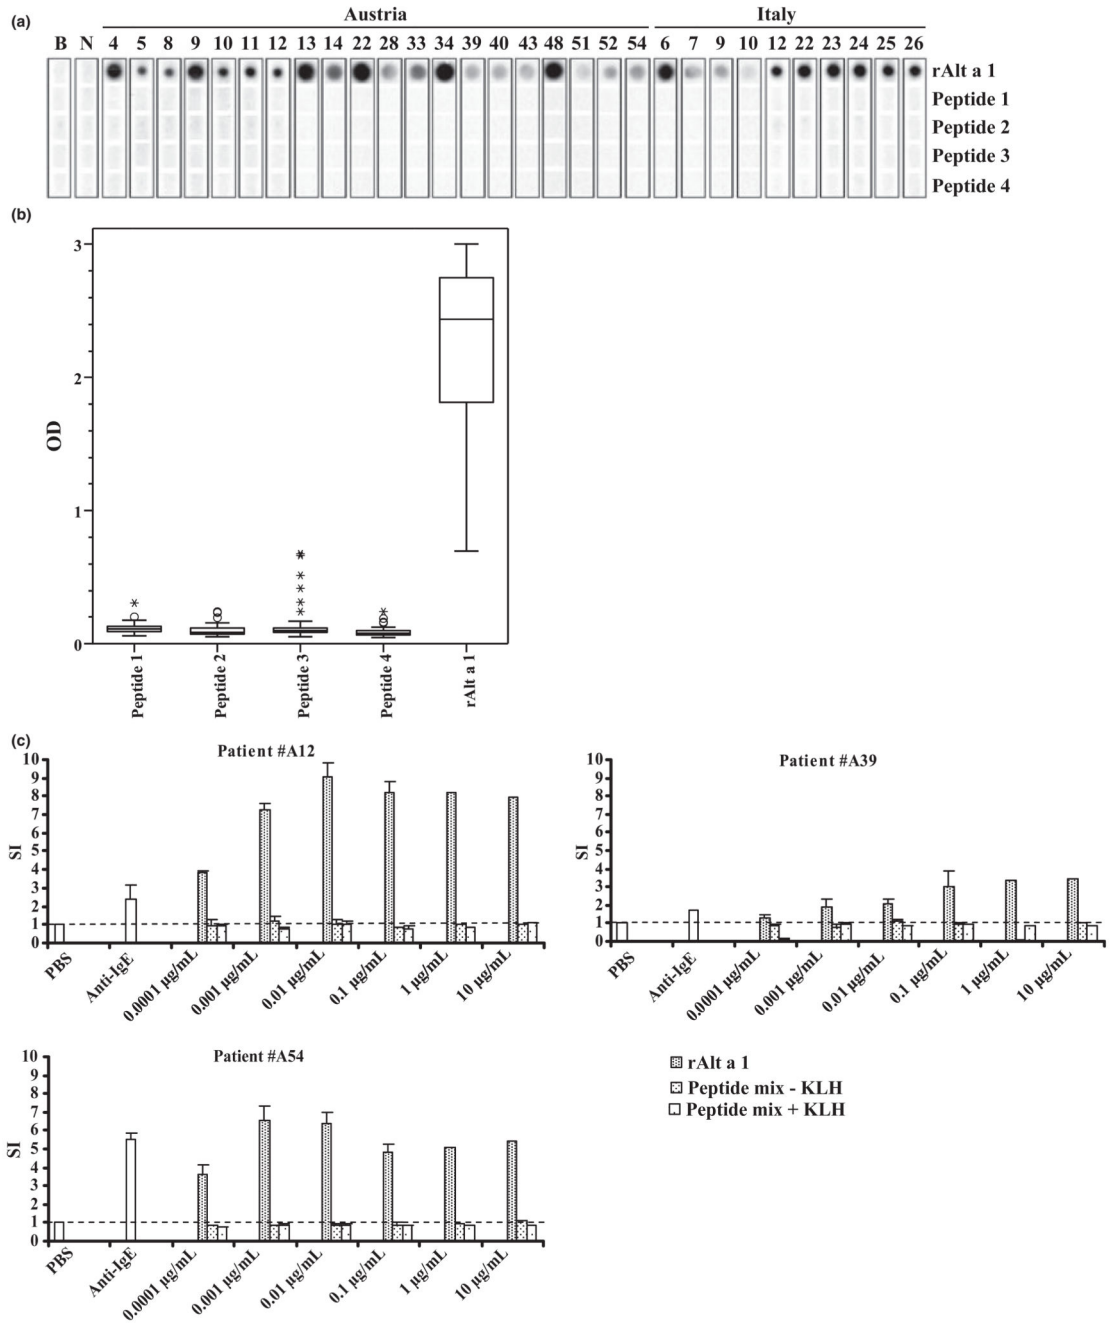 (a)
Austria Italy
B N 4 5 8 9 10 11 12 13 14 22 28 33 34 39 40 43 48 51 52 54 6 7 9 10 12 22 23 24 25 26
rAlt a 1
Peptide 1
Peptide 2
Peptide 3
Peptide 4
(b)
3
2
1
0
OD
Peptide 1
Peptide 2
Peptide 3
Peptide 4
rAlt a 1
(c)
Patient #A12
10
9
8
7
6
5
4
3
2
1
0
SI
PBS
Anti-IgE
0.0001 µg/mL
0.001 µg/mL
0.01 µg/mL
0.1 µg/mL
1 µg/mL
10 µg/mL
Patient #A39
10
9
8
7
6
5
4
3
2
1
0
SI
PBS
Anti-IgE
0.0001 µg/mL
0.001 µg/mL
0.01 µg/mL
0.1 µg/mL
1 µg/mL
10 µg/mL
Patient #A54
10
9
8
7
6
5
4
3
2
1
0
SI
PBS
Anti-IgE
0.0001 µg/mL
0.001 µg/mL
0.01 µg/mL
0.1 µg/mL
1 µg/mL
10 µg/mL
rAlt a 1
Peptide mix - KLH
Peptide mix + KLH